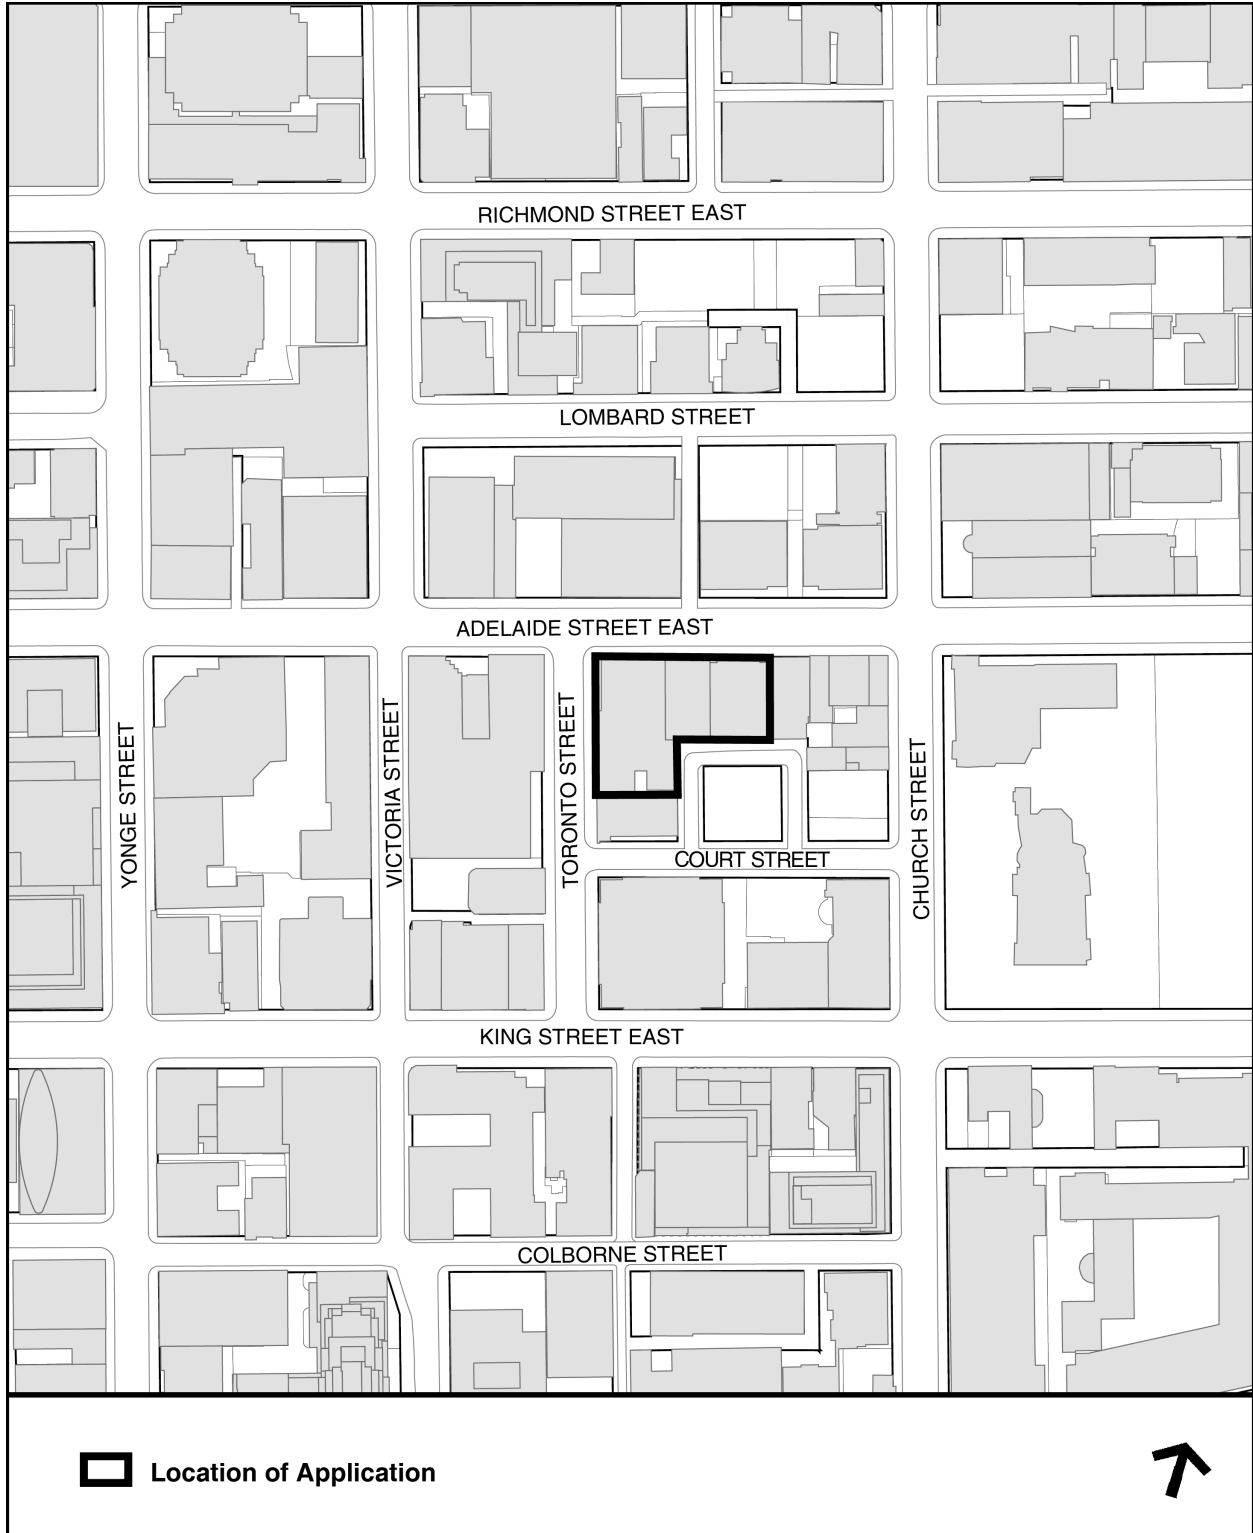 RICHMOND STREET EAST
LOMBARD STREET
ADELAIDE STREET EAST
YONGE STREET
VICTORIA STREET
TORONTO STREET
CHURCH STREET
COURT STREET
KING STREET EAST
COLBORNE STREET
Location of Application